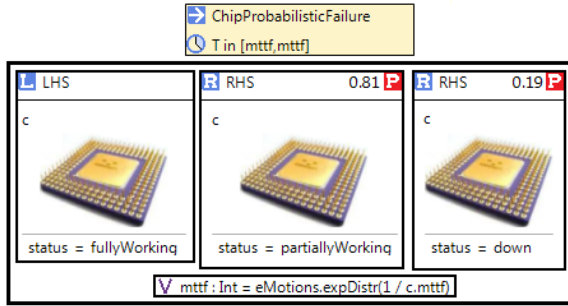 ChipProbabilisticFailure
T in [mttf,mttf]
L LHS
R RHS 0.81 P
R RHS 0.19 P
c
c
c
status = fullyWorking
status = partiallyWorking
status = down
V mttf : Int = eMotions.expDistr(1 / c.mttf)